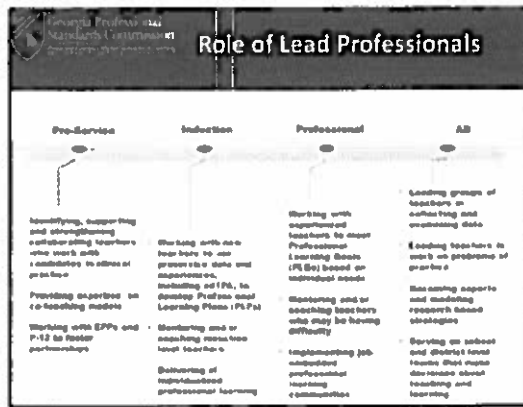 Georgia Professional
Standards Commission
Role of Lead Professionals
Pre-Service
Induction
Professional
All
Identifying, supporting
and strengthening
collaborating teachers
who work with
candidates in clinical
practice
Providing expertise on
co-teaching models
Working with EPPs and
P-12 to foster
partnerships
Working with new
teachers to use
preservice data and
experiences,
including edTPA, to
develop Professional
Learning Plans (PLPs)
Mentoring and/or
coaching induction
level teachers
Delivering of
individualized
professional learning
Working with
experienced
teachers to meet
Professional
Learning Goals
(PLGs) based on
individual needs
Mentoring and/or
coaching teachers
who may be having
difficulty
Implementing job-
embedded
professional
learning
communities
Leading groups of
teachers in
collecting and
examining data
Leading teachers in
work on problems of
practice
Becoming experts
and modeling
research based
strategies
Serving on school
and district level
teams that make
decisions about
teaching and
learning